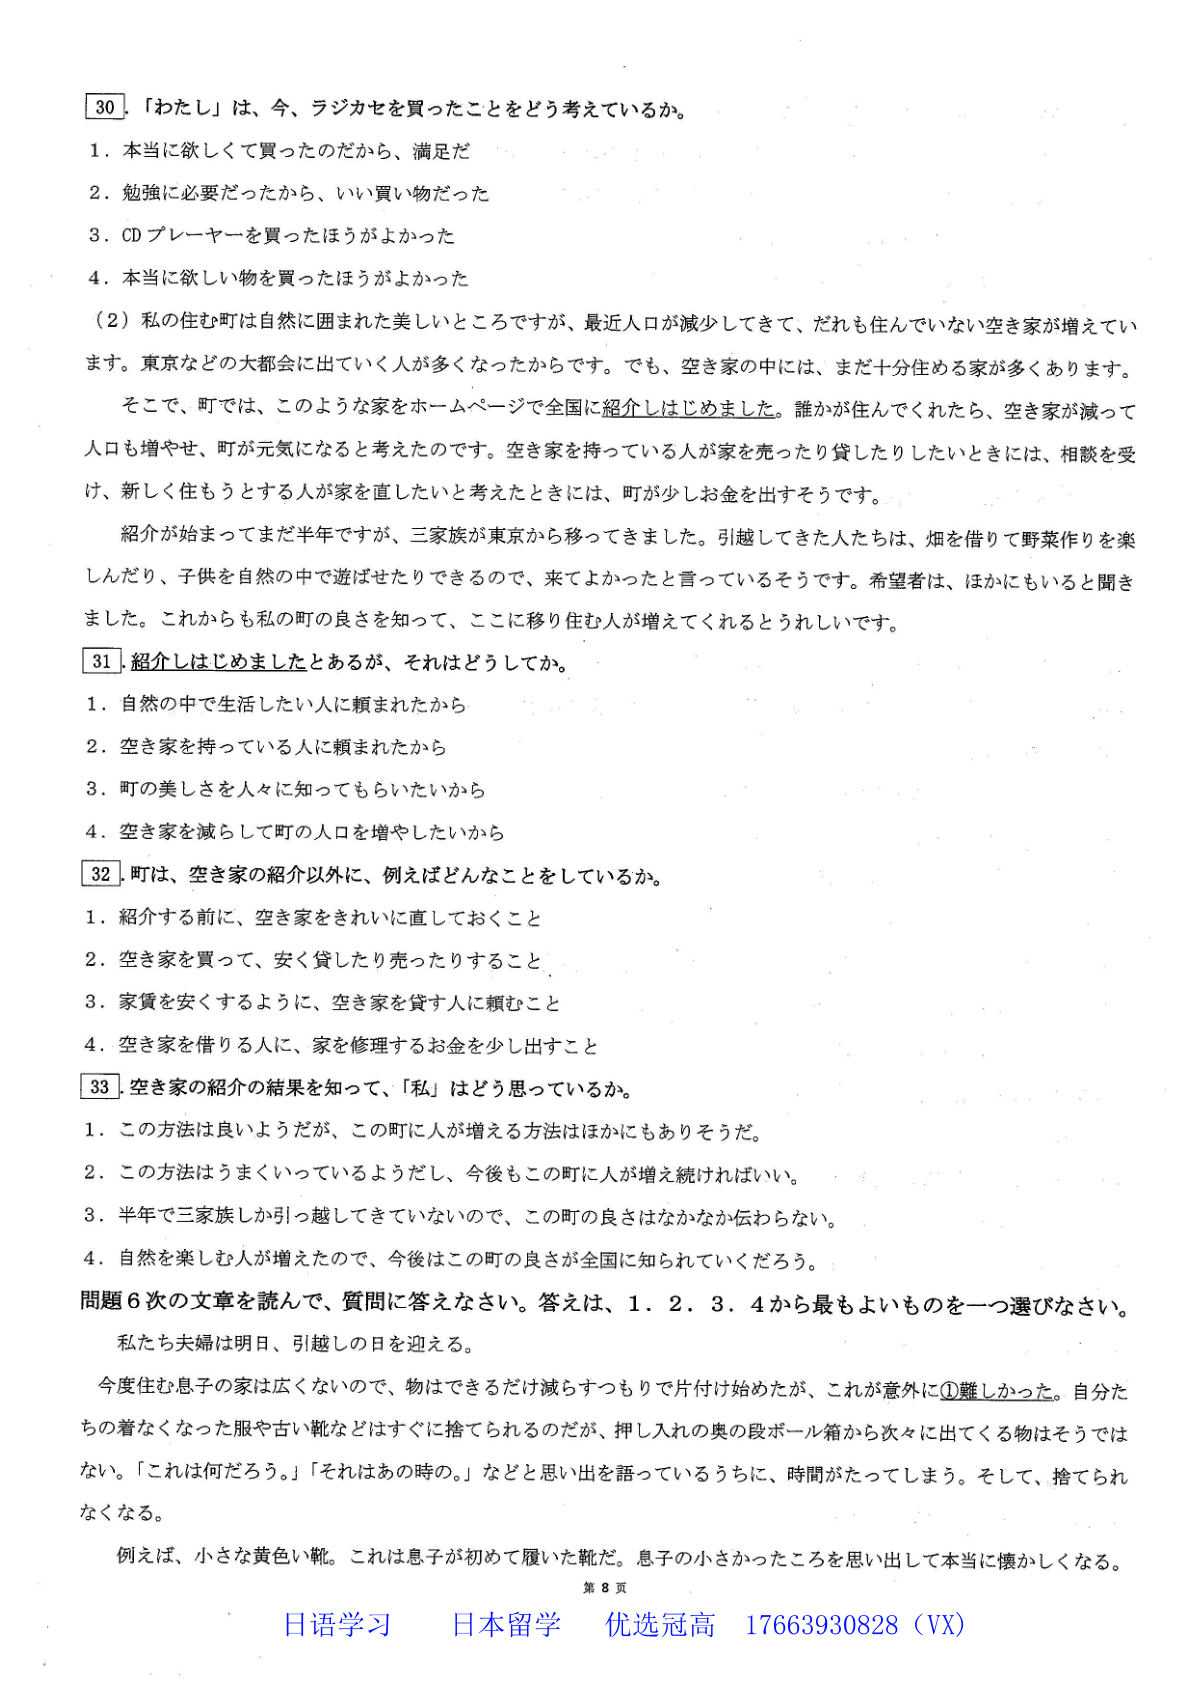 30.「わたし」は、今、ラジカセを買ったことをどう考えているか。
1．本当に欲しくて買ったのだから、満足だ
2．勉強に必要だったから、いい買い物だった
3．CDプレーヤーを買ったほうがよかった
4．本当に欲しい物を買ったほうがよかった
（2）私の住む町は自然に囲まれた美しいところですが、最近人口が減少してきて、だれも住んでいない空き家が増えてい
ます。東京などの大都会に出ていく人が多くなったからです。でも、空き家の中には、まだ十分住める家が多くあります。
そこで、町では、このような家をホームページで全国に紹介しはじめました。誰かが住んでくれたら、空き家が減って
人口も増やせ、町が元気になると考えたのです。空き家を持っている人が家を売ったり貸したりしたいときには、相談を受
け、新しく住もうとする人が家を直したいと考えたときには、町が少しお金を出すそうです。
紹介が始まってまだ半年ですが、三家族が東京から移ってきました。引越してきた人たちは、畑を借りて野菜作りを楽
しんだり、子供を自然の中で遊ばせたりできるので、来てよかったと言っているそうです。希望者は、ほかにもいると聞き
ました。これからも私の町の良さを知って、ここに移り住む人が増えてくれるとうれしいです。
31.紹介しはじめましたとあるが、それはどうしてか。
1．自然の中で生活したい人に頼まれたから
2．空き家を持っている人に頼まれたから
3．町の美しさを人々に知ってもらいたいから
4．空き家を減らして町の人口を増やしたいから
32.町は、空き家の紹介以外に、例えばどんなことをしているか。
1．紹介する前に、空き家をきれいに直しておくこと
2．空き家を買って、安く貸したり売ったりすること
3．家賃を安くするように、空き家を貸す人に頼むこと
4．空き家を借りる人に、家を修理するお金を少し出すこと
33.空き家の紹介の結果を知って、「私」はどう思っているか。
1．この方法は良いようだが、この町に人が増える方法はほかにもありそうだ。
2．この方法はうまくいっているようだし、今後もこの町に人が増え続ければいい。
3．半年で三家族しか引っ越してきていないので、この町の良さはなかなか伝わらない。
4．自然を楽しむ人が増えたので、今後はこの町の良さが全国に知られていくだろう。
問題6次の文章を読んで、質問に答えなさい。答えは、1．2．3．4から最もよいものを一つ選びなさい。
私たち夫婦は明日、引越しの日を迎える。
今度住む息子の家は広くないので、物はできるだけ減らすつもりで片付け始めたが、これが意外に①難しかった。自分た
ちの着なくなった服や古い靴などはすぐに捨てられるのだが、押し入れの奥の段ボール箱から次々に出てくる物はそうでは
ない。「これは何だろう。」「それはあの時の。」などと思い出を語っているうちに、時間がたってしまう。そして、捨てられ
なくなる。
例えば、小さな黄色い靴。これは息子が初めて履いた靴だ。息子の小さかったころを思い出して本当に懐かしくなる。
第 8 页
日语学习 日本留学 优选冠高 17663930828（VX)